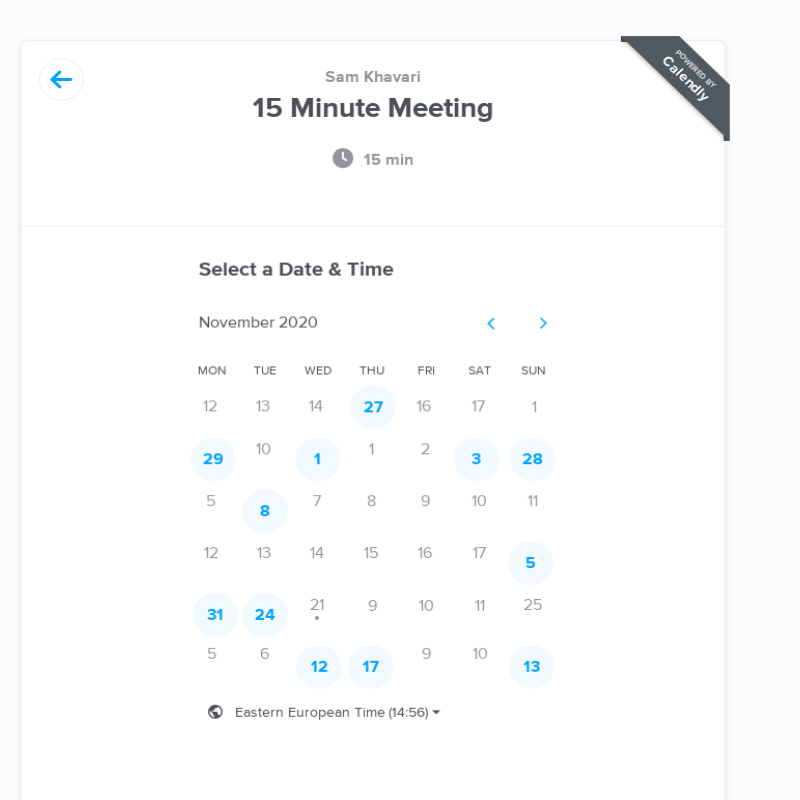 POWERED BY
Calendly
Sam Khavari
15 Minute Meeting
15 min
Select a Date & Time
November 2020
MON TUE WED THU FRI SAT SUN
12 13 14 27 16 17 1
29 10 1 1 2 3 28
5 8 7 8 9 10 11
12 13 14 15 16 17 5
31 24 21 9 10 11 25
5 6 12 17 9 10 13
Eastern European Time (14:56)